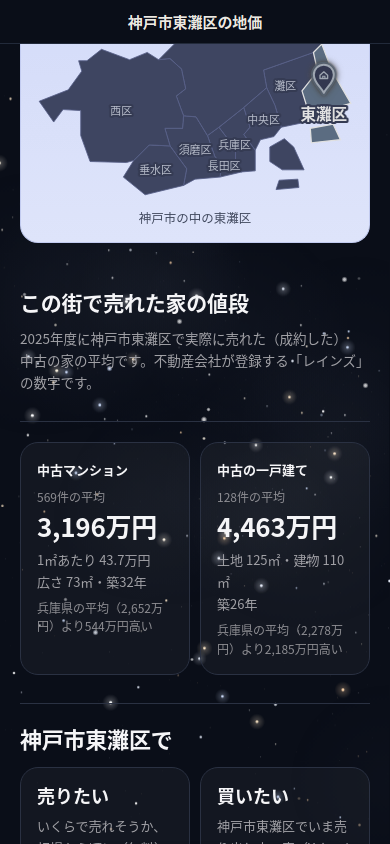 神戸市東灘区の地価
灘区
東灘区
西区
中央区
兵庫区
須磨区
長田区
垂水区
神戸市の中の東灘区
この街で売れた家の値段
2025年度に神戸市東灘区で実際に売れた（成約した）
中古の家の平均です。不動産会社が登録する「レインズ」
の数字です。
中古マンション
569件の平均
3,196万円
1㎡あたり 43.7万円
広さ 73㎡・築32年
兵庫県の平均（2,652万
円）より544万円高い
中古の一戸建て
128件の平均
4,463万円
土地 125㎡・建物 110
㎡
築26年
兵庫県の平均（2,278万
円）より2,185万円高い
神戸市東灘区で
売りたい
いくらで売れそうか、
買いたい
神戸市東灘区でいま売